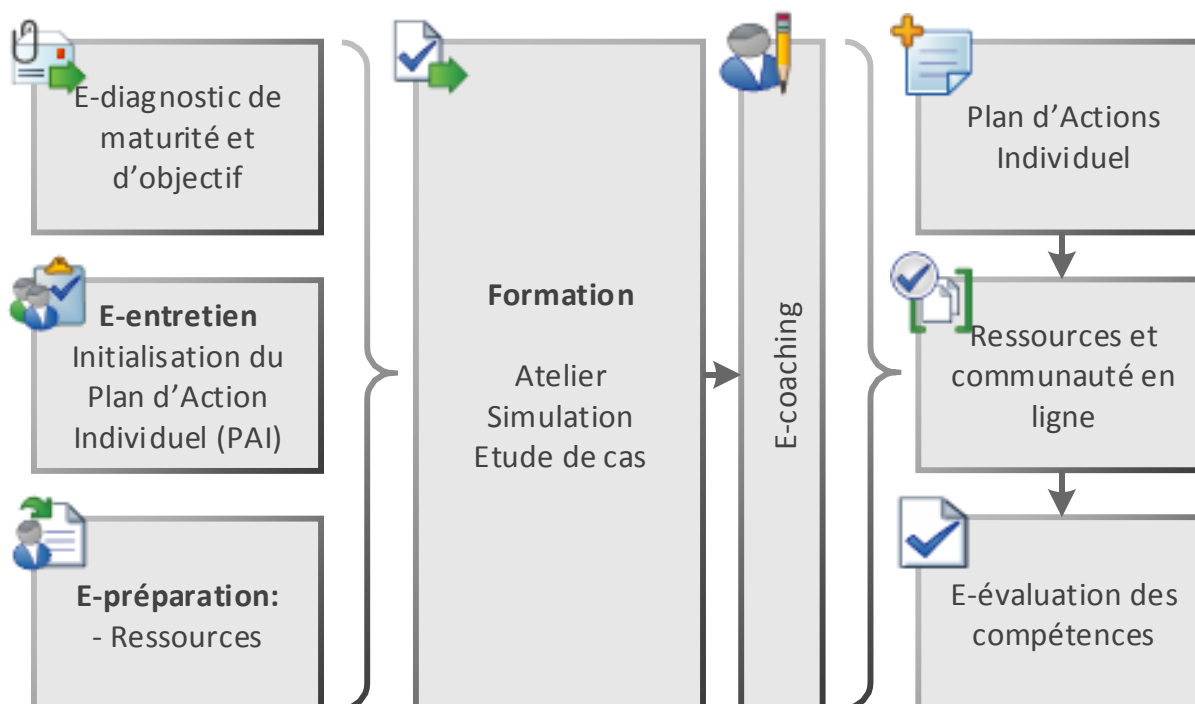 E-diagnostic de
maturité et
d'objectif
E-entretien
Initialisation du
Plan d'Action
Individuel (PAI)
E-préparation:
- Ressources
Formation
Atelier
Simulation
Etude de cas
E-coaching
Plan d'Actions
Individuel
Ressources et
communauté en
ligne
E-évaluation des
compétences